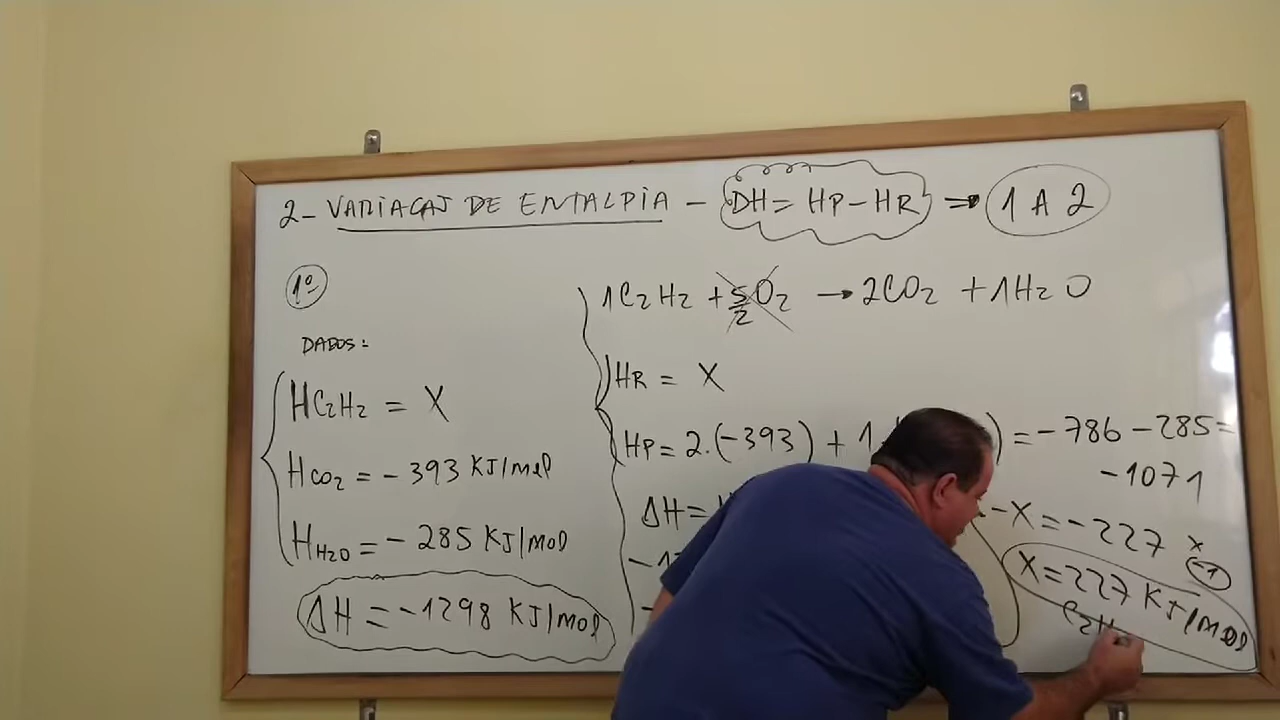 2 - VARIAÇÃO DE ENTALPIA - DH = HP - HR → 1 A 2
1º
DADOS:
HC2H2 = X
HCO2 = -393 KJ/mol
HH2O = -285 KJ/mol
ΔH = -1298 KJ/mol
1C2H2 + 5/2 O2 → 2CO2 + 1H2O
HR = X
HP = 2.(-393) + 1. ) = -786 - 285 =
-1071
ΔH =
-X = -227 x
(-1)
X = 227 KJ/mol
C2H